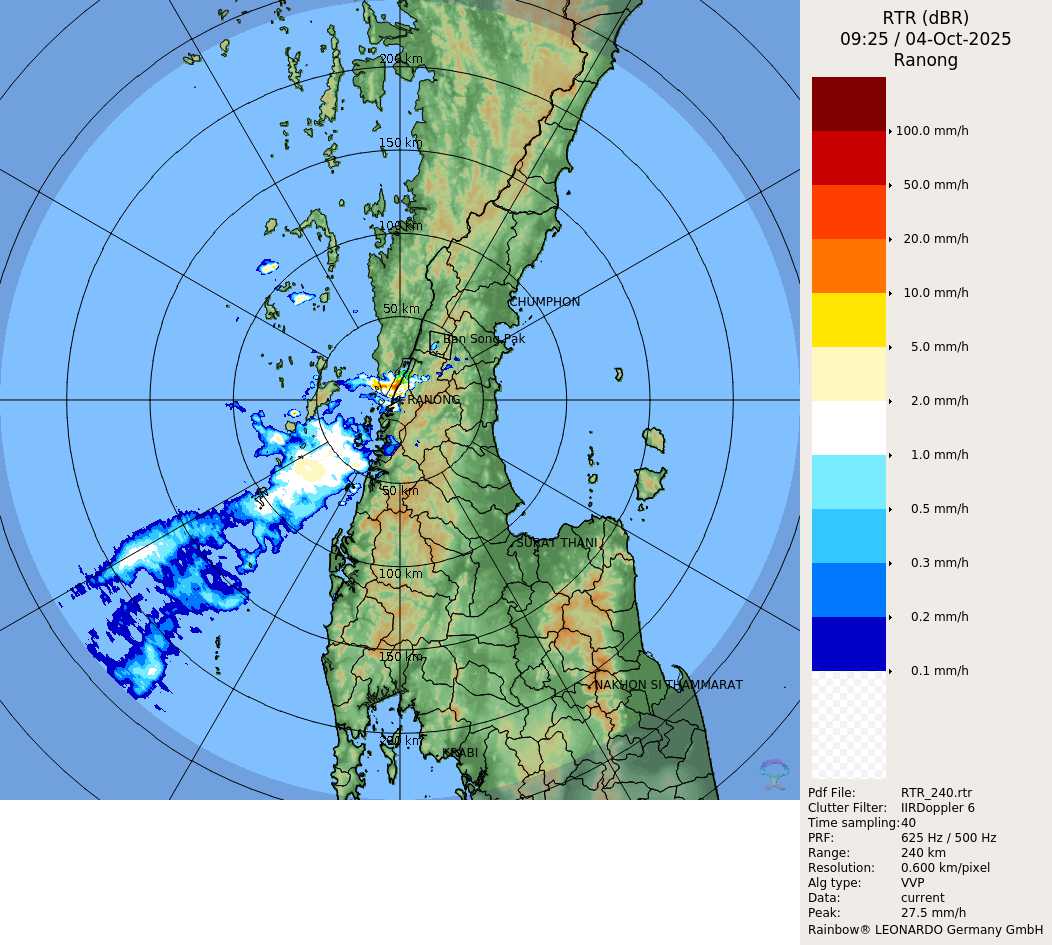 RTR (dBR)
09:25 / 04-Oct-2025
Ranong
100.0 mm/h
50.0 mm/h
20.0 mm/h
10.0 mm/h
5.0 mm/h
2.0 mm/h
1.0 mm/h
0.5 mm/h
0.3 mm/h
0.2 mm/h
0.1 mm/h
200 km
150 km
100 km
50 km
CHUMPHON
Ban Song Pak
RANONG
50 km
SURAT THANI
100 km
150 km
NAKHON SI THAMMARAT
200 km
KRABI
Pdf File: RTR_240.rtr
Clutter Filter: IIRDoppler 6
Time sampling:40
PRF: 625 Hz / 500 Hz
Range: 240 km
Resolution: 0.600 km/pixel
Alg type: VVP
Data: current
Peak: 27.5 mm/h
Rainbow® LEONARDO Germany GmbH